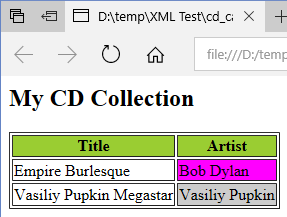 D:\temp\XML Test\cd_ca
file:///D:/temp
My CD Collection
Title Artist
Empire Burlesque Bob Dylan
Vasiliy Pupkin Megastar Vasiliy Pupkin